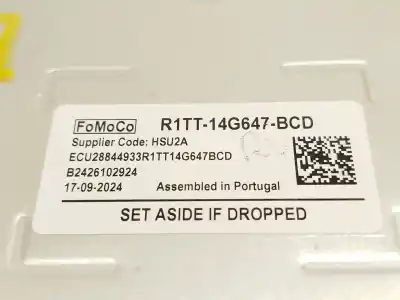 FoMoCo R1TT-14G647-BCD
Supplier Code: HSU2A
ECU28844933R1TT14G647BCD
B2426102924
17-09-2024 Assembled in Portugal
SET ASIDE IF DROPPED